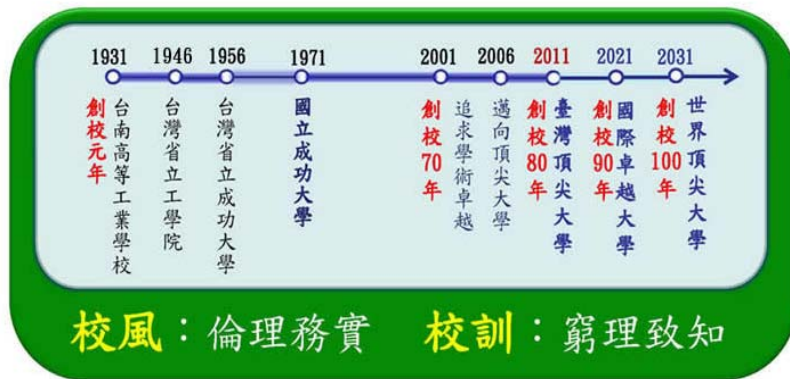 1931
1946
1956
1971
2001
2006
2011
2021
2031
創校元年
台南高等工業學校
台灣省立工學院
台灣省立成功大學
國立成功大學
創校70年
追求學術卓越
邁向頂尖大學
創校80年
臺灣頂尖大學
創校90年
國際卓越大學
創校100年
世界頂尖大學
校風：倫理務實
校訓：窮理致知